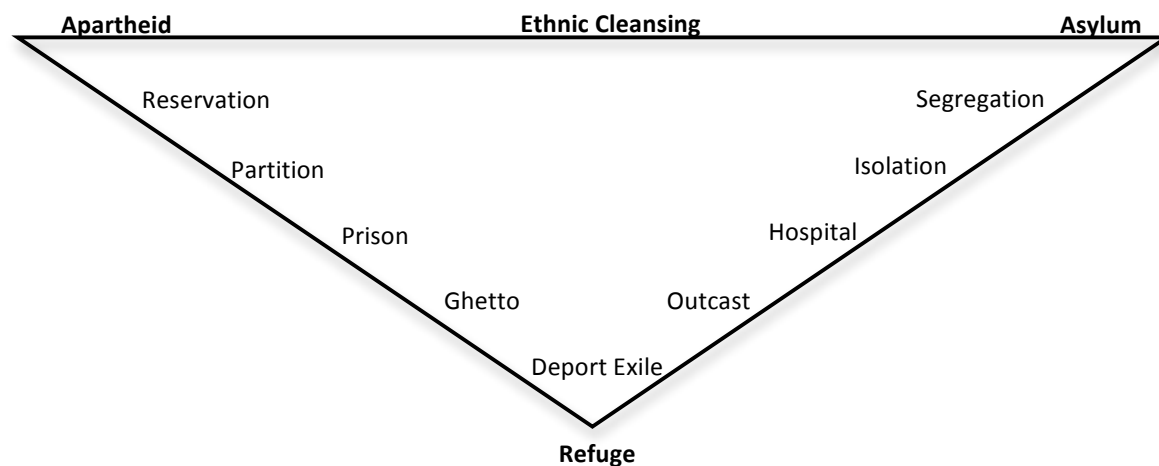 Apartheid Ethnic Cleansing Asylum
Reservation Segregation
Partition Isolation
Prison Hospital
Ghetto Outcast
Deport Exile
Refuge